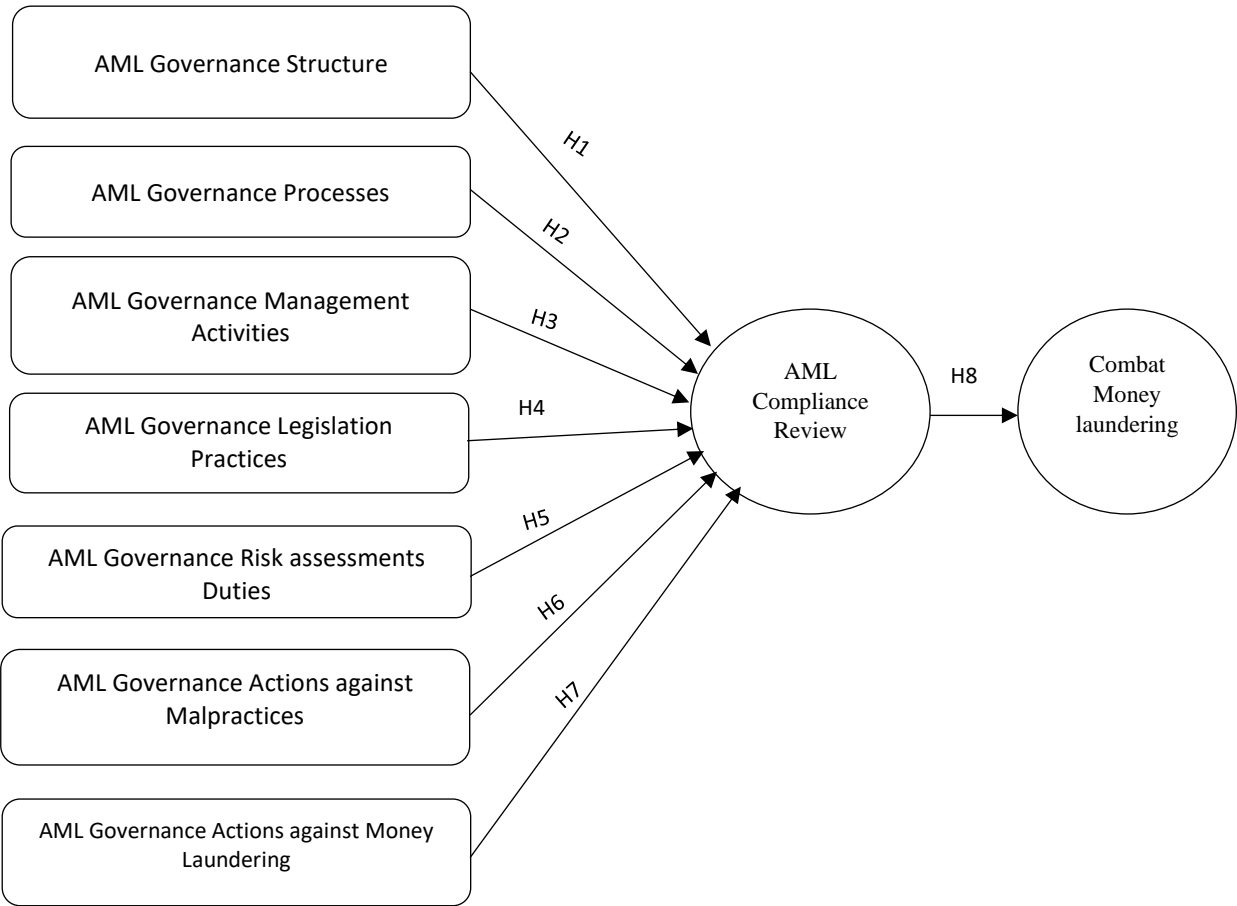 AML Governance Structure
H1
AML Governance Processes
H2
AML Governance Management
Activities
H3
AML Governance Legislation
Practices
H4
AML Governance Risk assessments
Duties
H5
AML Governance Actions against
Malpractices
H6
AML Governance Actions against Money
Laundering
H7
AML
Compliance
Review
H8
Combat
Money
laundering